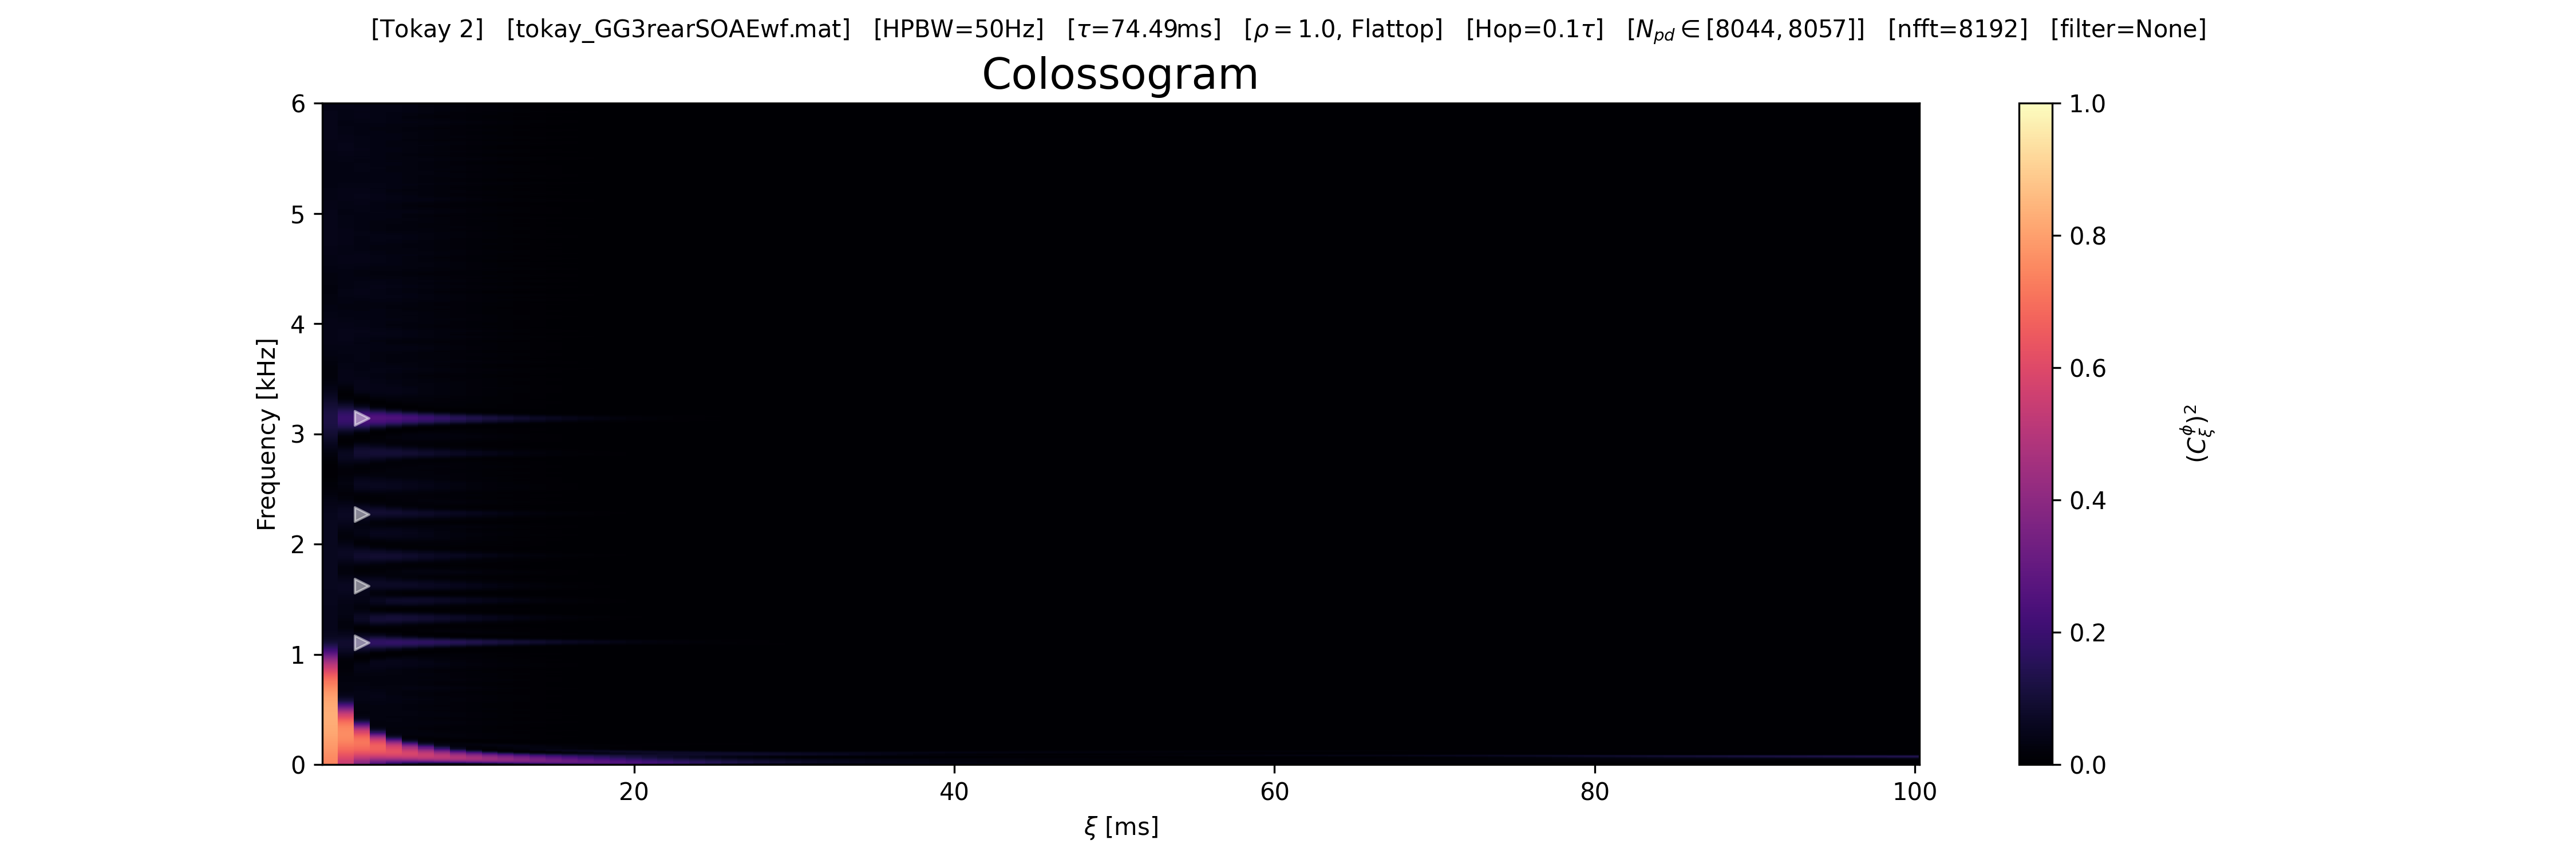 [Tokay 2] [tokay_GG3rearSOAEwf.mat] [HPBW=50Hz] [τ=74.49ms] [ρ = 1.0, Flattop] [Hop=0.1τ] [N_pd ∈ [8044, 8057]] [nfft=8192] [filter=None]
Colossogram
6
5
4
3
2
1
0
Frequency [kHz]
20 40 60 80 100
ξ [ms]
1.0
0.8
0.6
0.4
0.2
0.0
(C_ξ^ϕ)^2